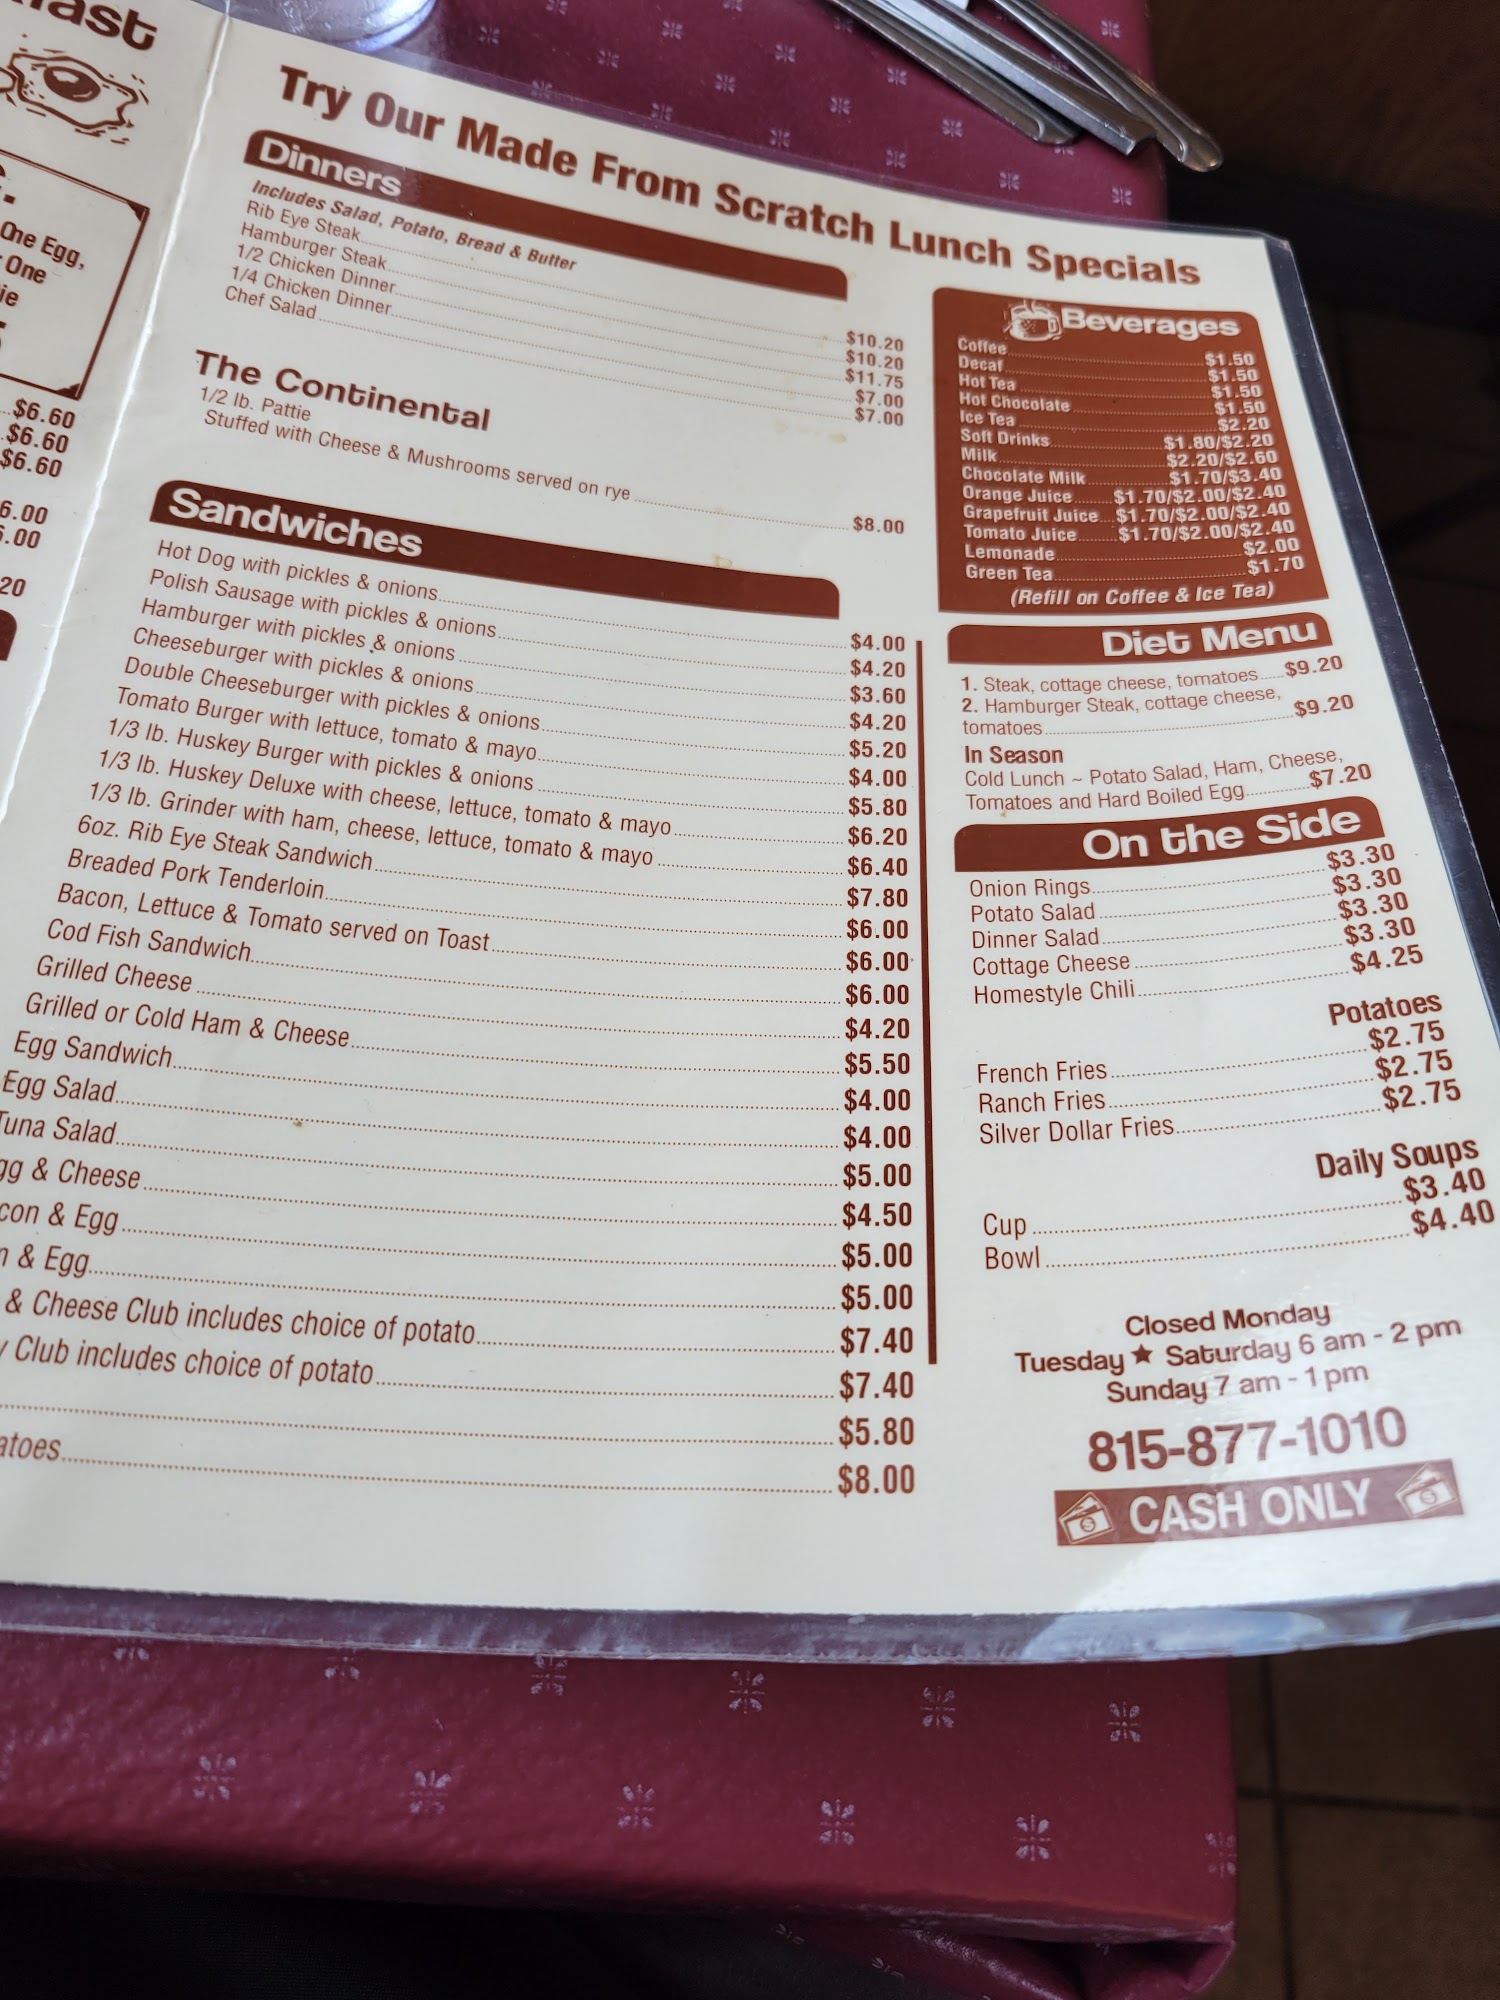 One Egg,
One
$6.60
$6.60
$6.60
6.00
20
Try Our Made From Scratch Lunch Specials
Dinners
Includes Salad, Potato, Bread & Butter
Rib Eye Steak $10.20
Hamburger Steak $10.20
1/2 Chicken Dinner $11.75
1/4 Chicken Dinner $7.00
Chef Salad $7.00
The Continental
1/2 lb. Pattie
Stuffed with Cheese & Mushrooms served on rye $8.00
Sandwiches
Hot Dog with pickles & onions $4.00
Polish Sausage with pickles & onions $4.20
Hamburger with pickles & onions $3.60
Cheeseburger with pickles & onions $4.20
Double Cheeseburger with pickles & onions $5.20
Tomato Burger with lettuce, tomato & mayo $4.00
1/3 lb. Huskey Burger with pickles & onions $5.80
1/3 lb. Huskey Deluxe with cheese, lettuce, tomato & mayo $6.20
1/3 lb. Grinder with ham, cheese, lettuce, tomato & mayo $6.40
6oz. Rib Eye Steak Sandwich $7.80
Breaded Pork Tenderloin $6.00
Bacon, Lettuce & Tomato served on Toast $6.00
Cod Fish Sandwich $6.00
Grilled Cheese $4.20
Grilled or Cold Ham & Cheese $5.50
Egg Sandwich $4.00
Egg Salad $4.00
Tuna Salad $5.00
gg & Cheese $4.50
con & Egg $5.00
& Egg $5.00
& Cheese Club includes choice of potato $7.40
y Club includes choice of potato $7.40
$5.80
atoes $8.00
Beverages
Coffee $1.50
Decaf $1.50
Hot Tea $1.50
Hot Chocolate $1.50
Ice Tea $2.20
Soft Drinks $1.80/$2.20
Milk $2.20/$2.60
Chocolate Milk $1.70/$3.40
Orange Juice $1.70/$2.00/$2.40
Grapefruit Juice $1.70/$2.00/$2.40
Tomato Juice $1.70/$2.00/$2.40
Lemonade $2.00
Green Tea $1.70
(Refill on Coffee & Ice Tea)
Diet Menu
1. Steak, cottage cheese, tomatoes $9.20
2. Hamburger Steak, cottage cheese,
tomatoes $9.20
In Season
Cold Lunch ~ Potato Salad, Ham, Cheese,
Tomatoes and Hard Boiled Egg $7.20
On the Side
Onion Rings $3.30
Potato Salad $3.30
Dinner Salad $3.30
Cottage Cheese $3.30
Homestyle Chili $4.25
Potatoes
French Fries $2.75
Ranch Fries $2.75
Silver Dollar Fries $2.75
Daily Soups
Cup $3.40
Bowl $4.40
Closed Monday
Tuesday ★ Saturday 6 am - 2 pm
Sunday 7 am - 1 pm
815-877-1010
CASH ONLY